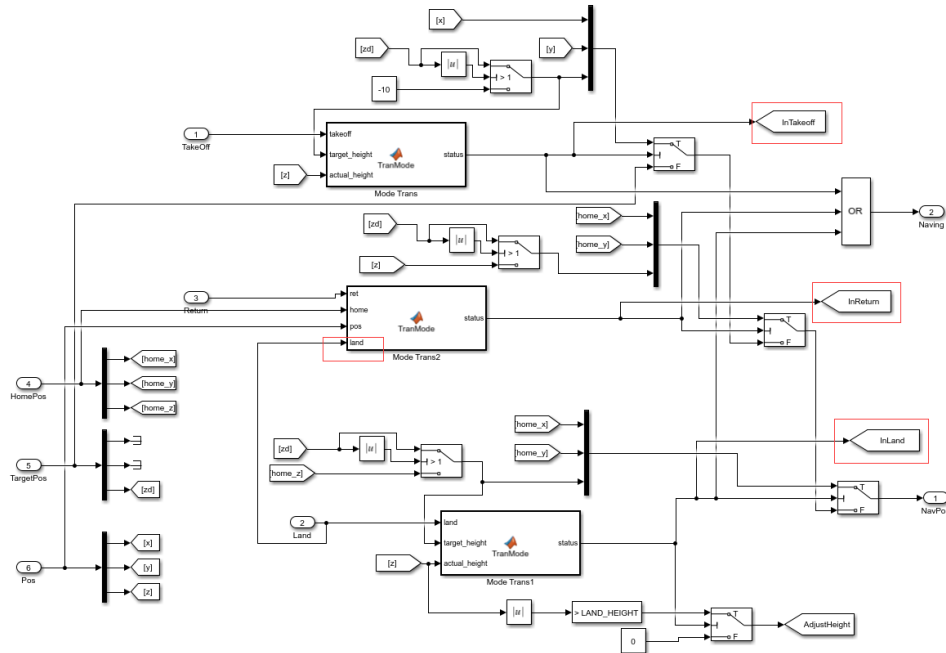 [x]
[zd]
[y]
|u|
> 1
-10
1
TakeOff
takeoff
target_height
actual_height
TranMode
status
Mode Trans
[z]
InTakeoff
T
F
OR
2
Naving
[zd]
|u|
> 1
[z]
[home_x]
[home_y]
3
Return
ret
home
pos
land
TranMode
status
Mode Trans2
InReturn
T
F
4
HomePos
[home_x]
[home_y]
[home_z]
5
TargetPos
[zd]
6
Pos
[x]
[y]
[z]
[zd]
|u|
> 1
[home_z]
[home_x]
[home_y]
InLand
T
F
1
NavPos
2
Land
land
target_height
actual_height
TranMode
status
Mode Trans1
[z]
|u|
> LAND_HEIGHT
0
T
F
AdjustHeight